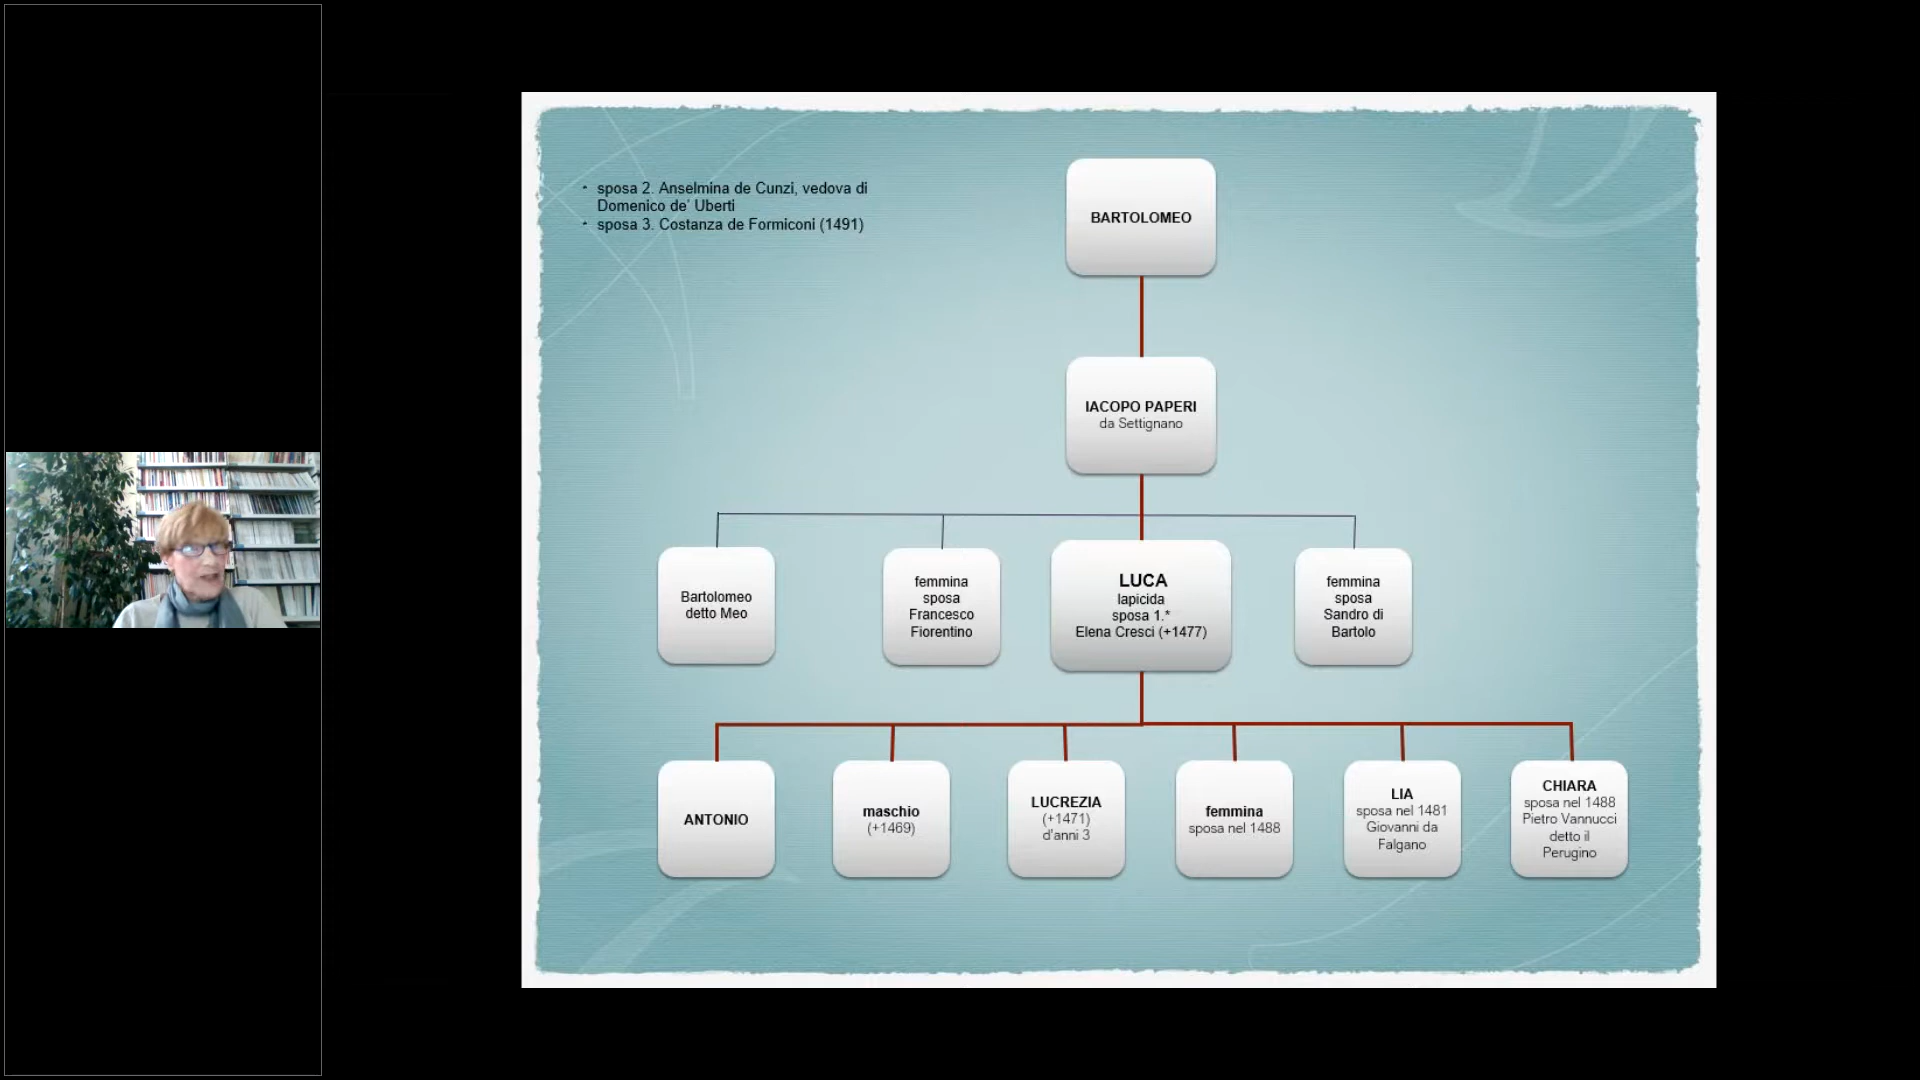 sposa 2. Anselmina de Cunzi, vedova di
Domenico de' Uberti
sposa 3. Costanza de Formiconi (1491)
BARTOLOMEO
IACOPO PAPERI
da Settignano
Bartolomeo
detto Meo
femmina
sposa
Francesco
Fiorentino
LUCA
lapicida
sposa 1.*
Elena Cresci (+1477)
femmina
sposa
Sandro di
Bartolo
ANTONIO
maschio
(+1469)
LUCREZIA
(+1471)
d'anni 3
femmina
sposa nel 1488
LIA
sposa nel 1481
Giovanni da
Falgano
CHIARA
sposa nel 1488
Pietro Vannucci
detto il
Perugino